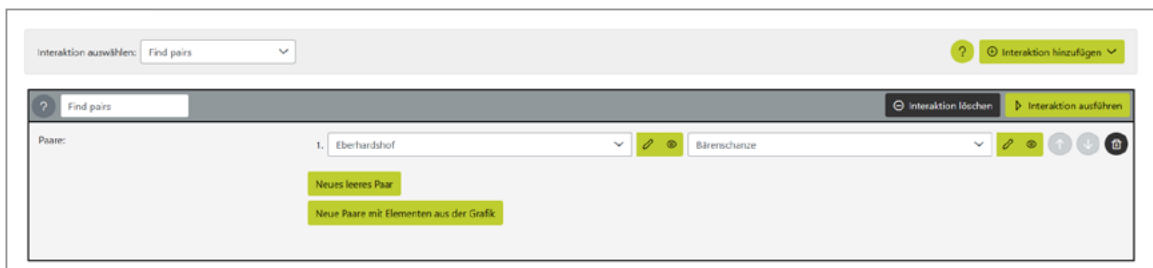 Interaktion auswählen: Find pairs ? Interaktion hinzufügen
? Find pairs Interaktion löschen Interaktion ausführen
Paare: 1. Eberhardshof Bärenschanze
Neues leeres Paar
Neue Paare mit Elementen aus der Grafik